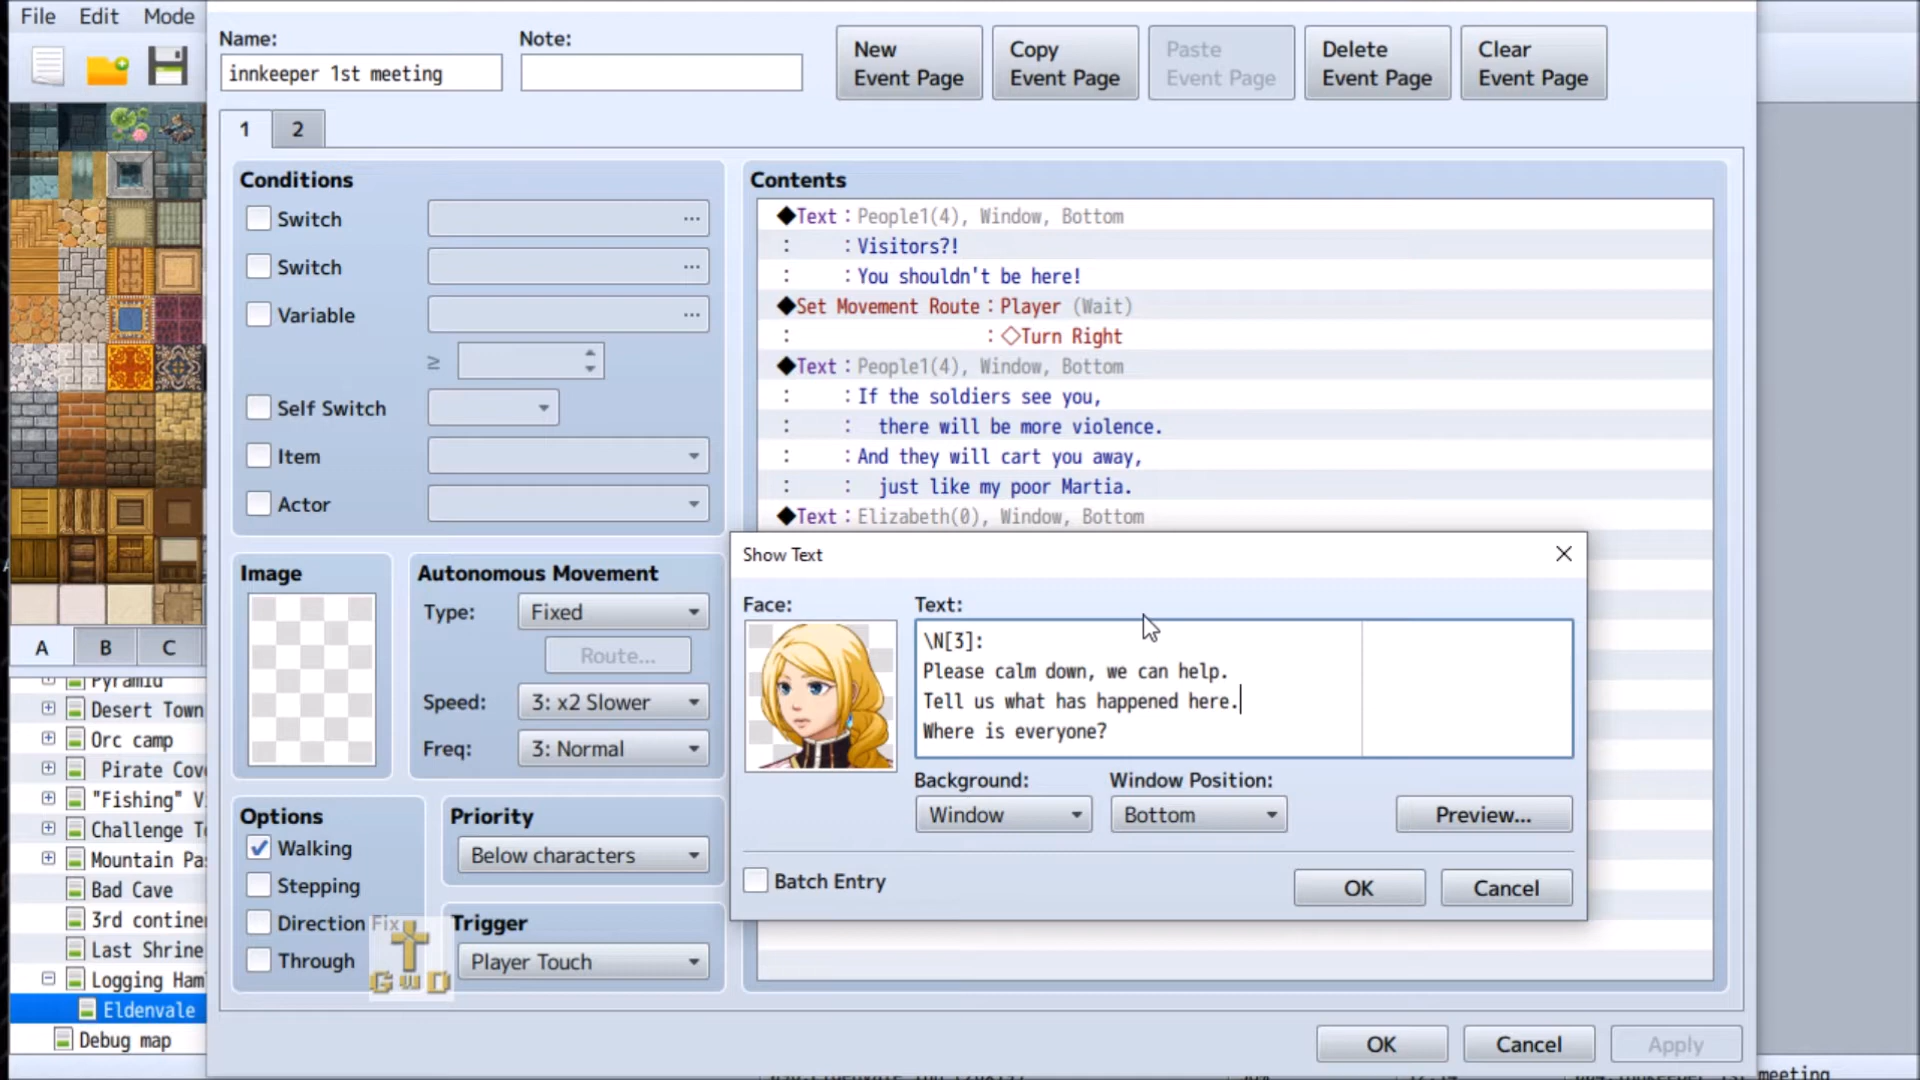 File Edit Mode
Name:
innkeeper 1st meeting
Note:
New Event Page
Copy Event Page
Paste Event Page
Delete Event Page
Clear Event Page
1 2
Conditions
Switch ...
Switch ...
Variable ...
≥
Self Switch
Item
Actor
Contents
◆Text：People1(4), Window, Bottom
:      :Visitors?!
:      :You shouldn't be here!
◆Set Movement Route：Player (Wait)
:      :◇Turn Right
◆Text：People1(4), Window, Bottom
:      :If the soldiers see you,
:      :  there will be more violence.
:      :And they will cart you away,
:      :  just like my poor Martia.
◆Text：Elizabeth(0), Window, Bottom
Image
Autonomous Movement
Type: Fixed
Route...
Speed: 3: x2 Slower
Freq: 3: Normal
Options
Walking
Stepping
Direction Fix
Through
Priority
Below characters
Trigger
Player Touch
GWD
Show Text
Face:
Text:
\N[3]:
Please calm down, we can help.
Tell us what has happened here.
Where is everyone?
Background:
Window
Window Position:
Bottom
Preview...
Batch Entry
OK Cancel
A B C
Pyramid
Desert Town
Orc camp
Pirate Cov
"Fishing" V
Challenge T
Mountain Pa
Bad Cave
3rd contine
Last Shrine
Logging Ham
Eldenvale
Debug map
OK Cancel Apply
meeting